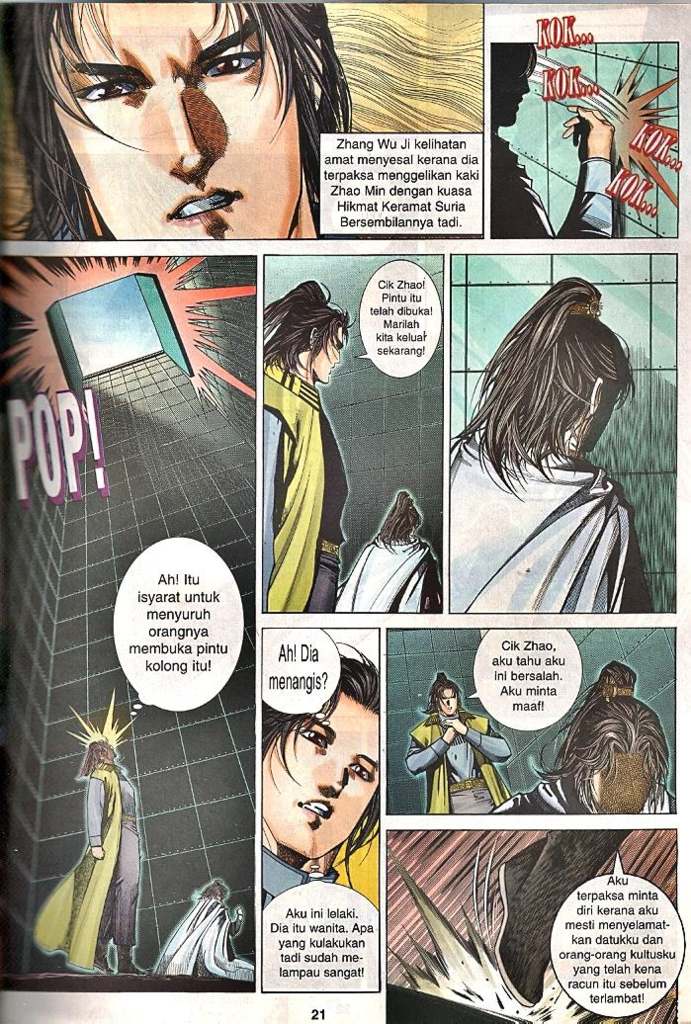 Zhang Wu Ji kelihatan
amat menyesal kerana dia
terpaksa menggelikan kaki
Zhao Min dengan kuasa
Hikmat Keramat Suria
Bersembilannya tadi.
KOK...
KOK...
KOK...
KOK...
POP!
Ah! Itu
isyarat untuk
menyuruh
orangnya
membuka pintu
kolong itu!
Cik Zhao!
Pintu itu
telah dibuka!
Marilah
kita keluar
sekarang!
Ah! Dia
menangis?
Aku ini lelaki.
Dia itu wanita. Apa
yang kulakukan
tadi sudah me-
lampau sangat!
Cik Zhao,
aku tahu aku
ini bersalah.
Aku minta
maaf!
Aku
terpaksa minta
diri kerana aku
mesti menyelamat-
kan datukku dan
orang-orang kultusku
yang telah kena
racun itu sebelum
terlambat!
21